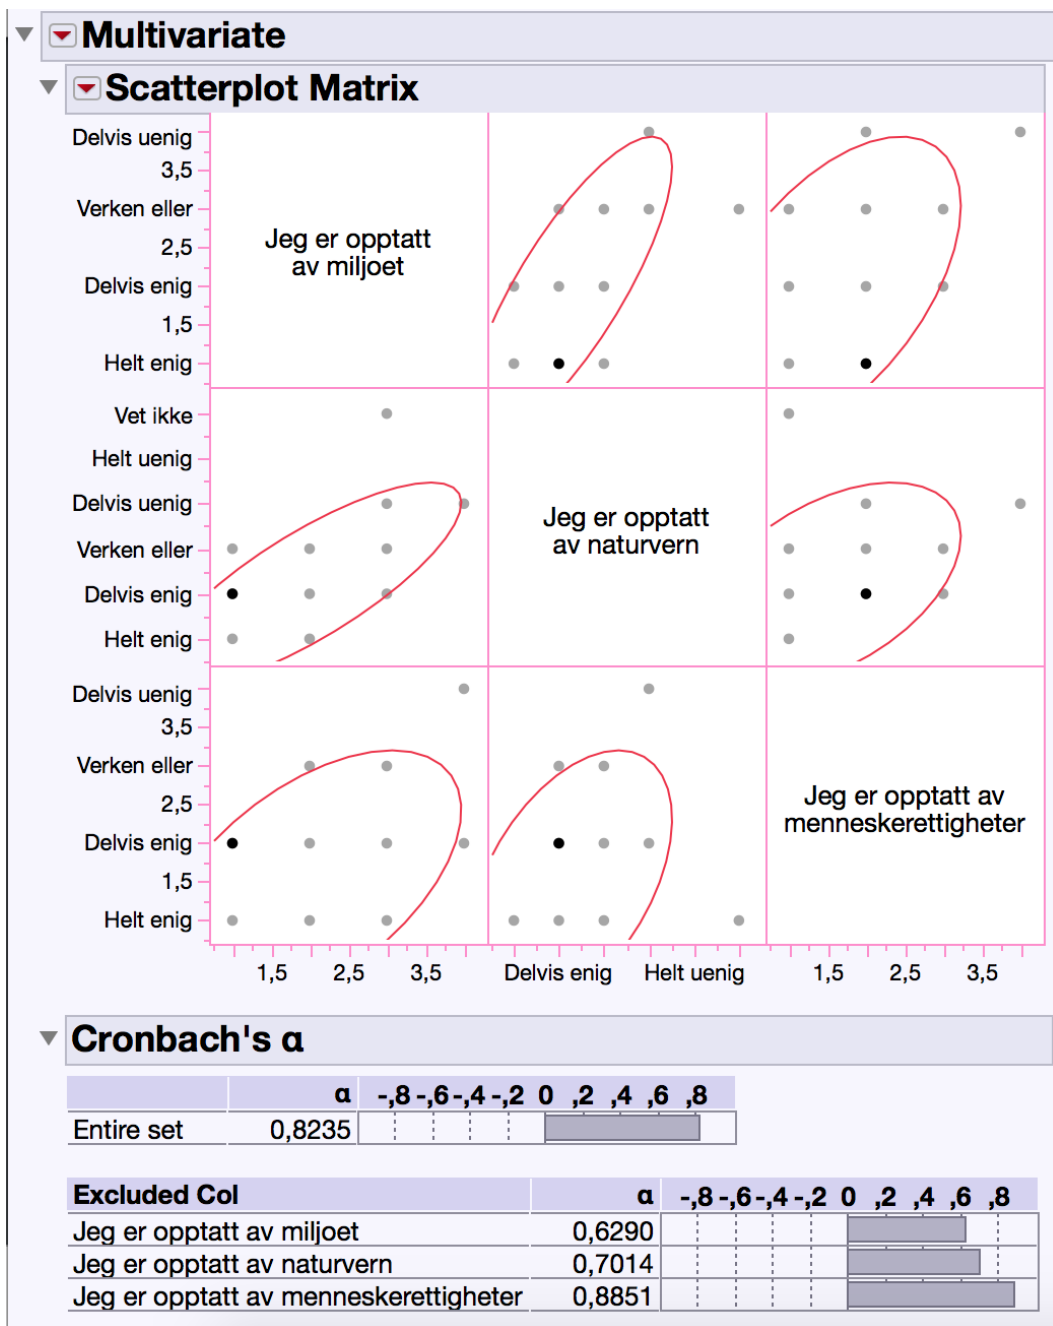 Multivariate
Scatterplot Matrix
Delvis uenig
3,5
Verken eller
2,5
Delvis enig
1,5
Helt enig
Jeg er opptatt
av miljoet
Vet ikke
Helt uenig
Delvis uenig
Verken eller
Delvis enig
Helt enig
Jeg er opptatt
av naturvern
Delvis uenig
3,5
Verken eller
2,5
Delvis enig
1,5
Helt enig
Jeg er opptatt av
menneskerettigheter
1,5 2,5 3,5 Delvis enig Helt uenig 1,5 2,5 3,5
Cronbach's α
α -,8 -,6 -,4 -,2 0 ,2 ,4 ,6 ,8
Entire set 0,8235
Excluded Col α -,8 -,6 -,4 -,2 0 ,2 ,4 ,6 ,8
Jeg er opptatt av miljoet 0,6290
Jeg er opptatt av naturvern 0,7014
Jeg er opptatt av menneskerettigheter 0,8851